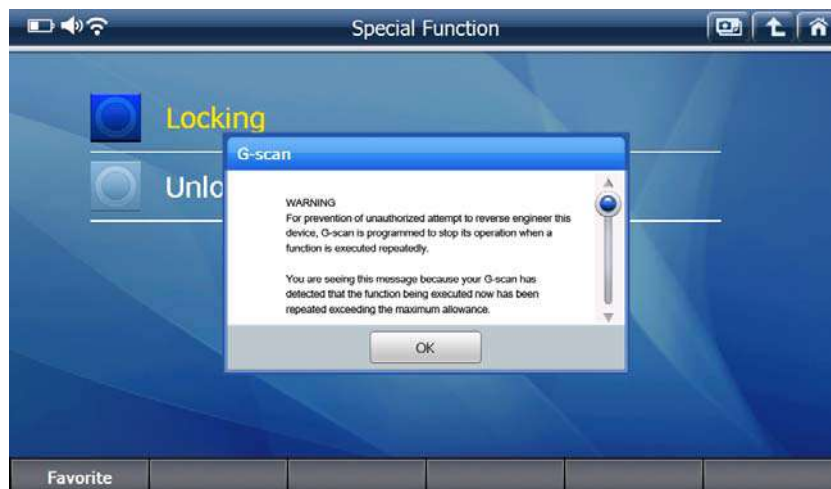 Special Function
Locking
Unlo
G-scan
WARNING
For prevention of unauthorized attempt to reverse engineer this
device, G-scan is programmed to stop its operation when a
function is executed repeatedly.
You are seeing this message because your G-scan has
detected that the function being executed now has been
repeated exceeding the maximum allowance.
OK
Favorite